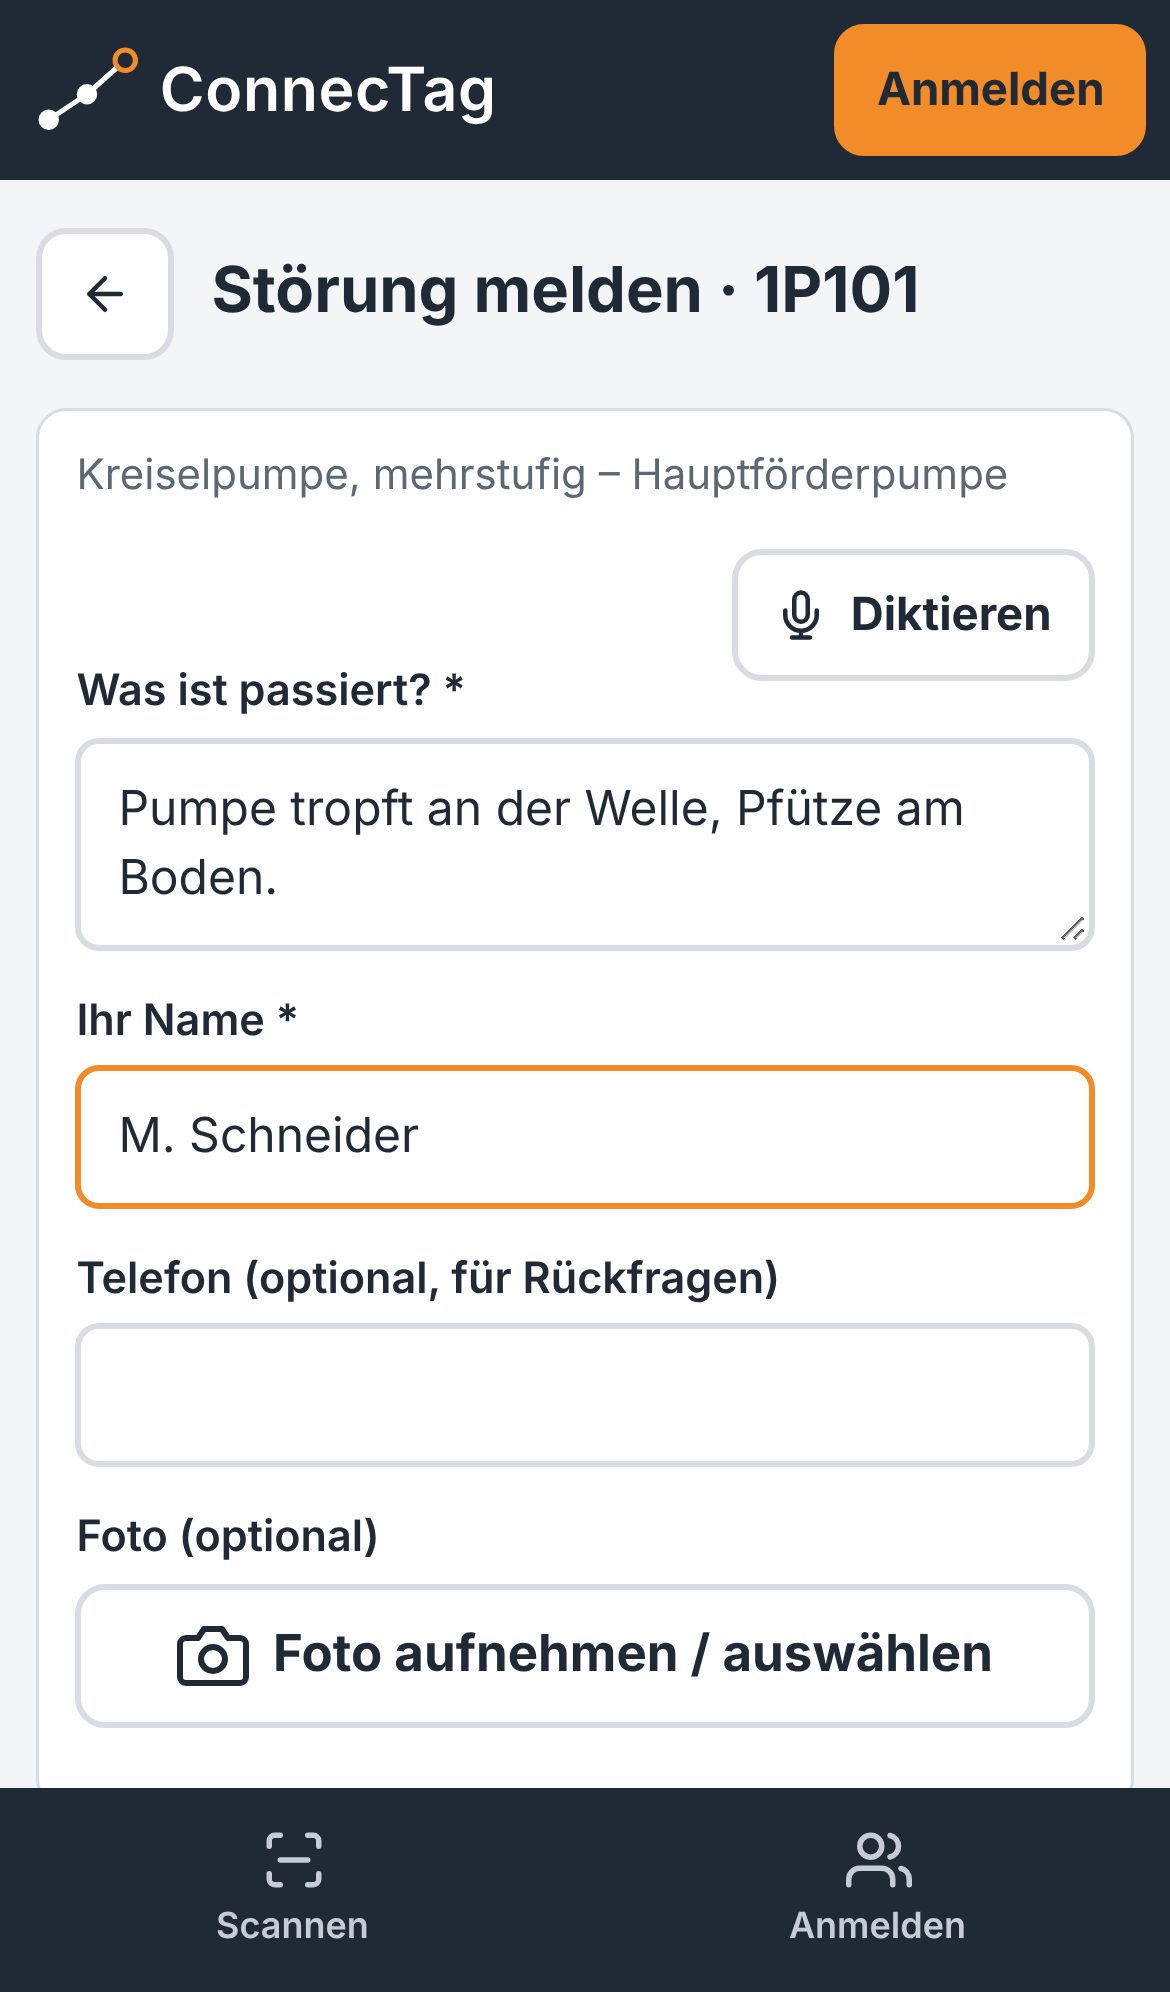 ConnecTag
Anmelden
Störung melden · 1P101
Kreiselpumpe, mehrstufig – Hauptförderpumpe
Diktieren
Was ist passiert? *
Pumpe tropft an der Welle, Pfütze am
Boden.
Ihr Name *
M. Schneider
Telefon (optional, für Rückfragen)
Foto (optional)
Foto aufnehmen / auswählen
Scannen
Anmelden